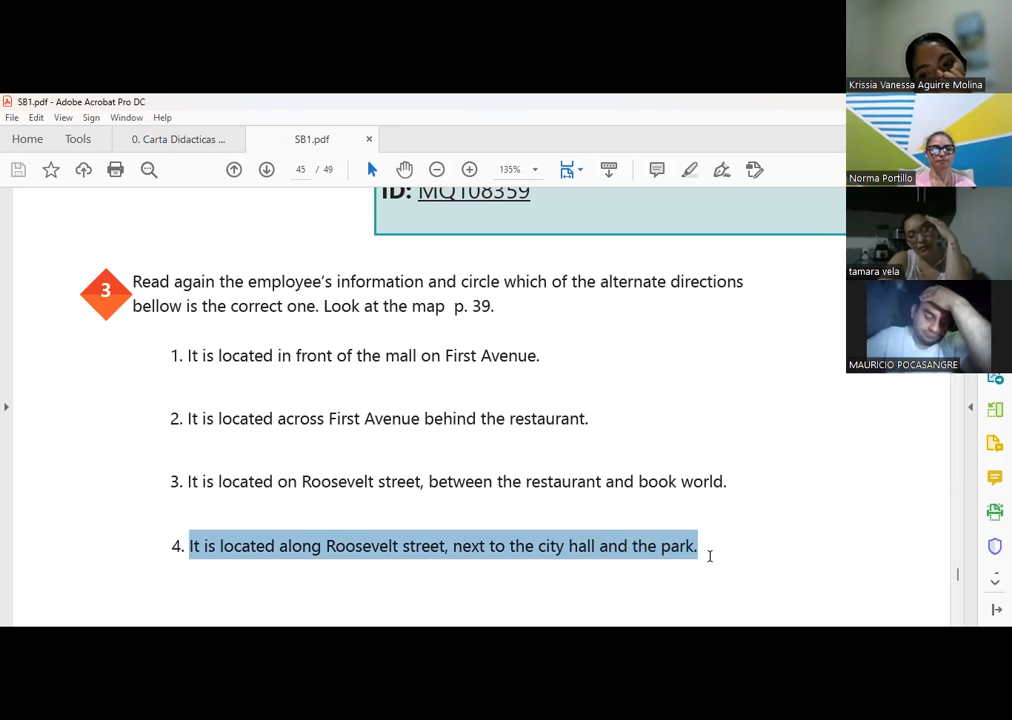 SB1.pdf - Adobe Acrobat Pro DC
File Edit View Sign Window Help
Home Tools 0. Carta Didacticas ... SB1.pdf ×
45 / 49 135%
ID: MQ108359
3
Read again the employee's information and circle which of the alternate directions
bellow is the correct one. Look at the map p. 39.
1. It is located in front of the mall on First Avenue.
2. It is located across First Avenue behind the restaurant.
3. It is located on Roosevelt street, between the restaurant and book world.
4. It is located along Roosevelt street, next to the city hall and the park.
Krissia Vanessa Aguirre Molina
Norma Portillo
tamara vela
MAURICIO POCASANGRE